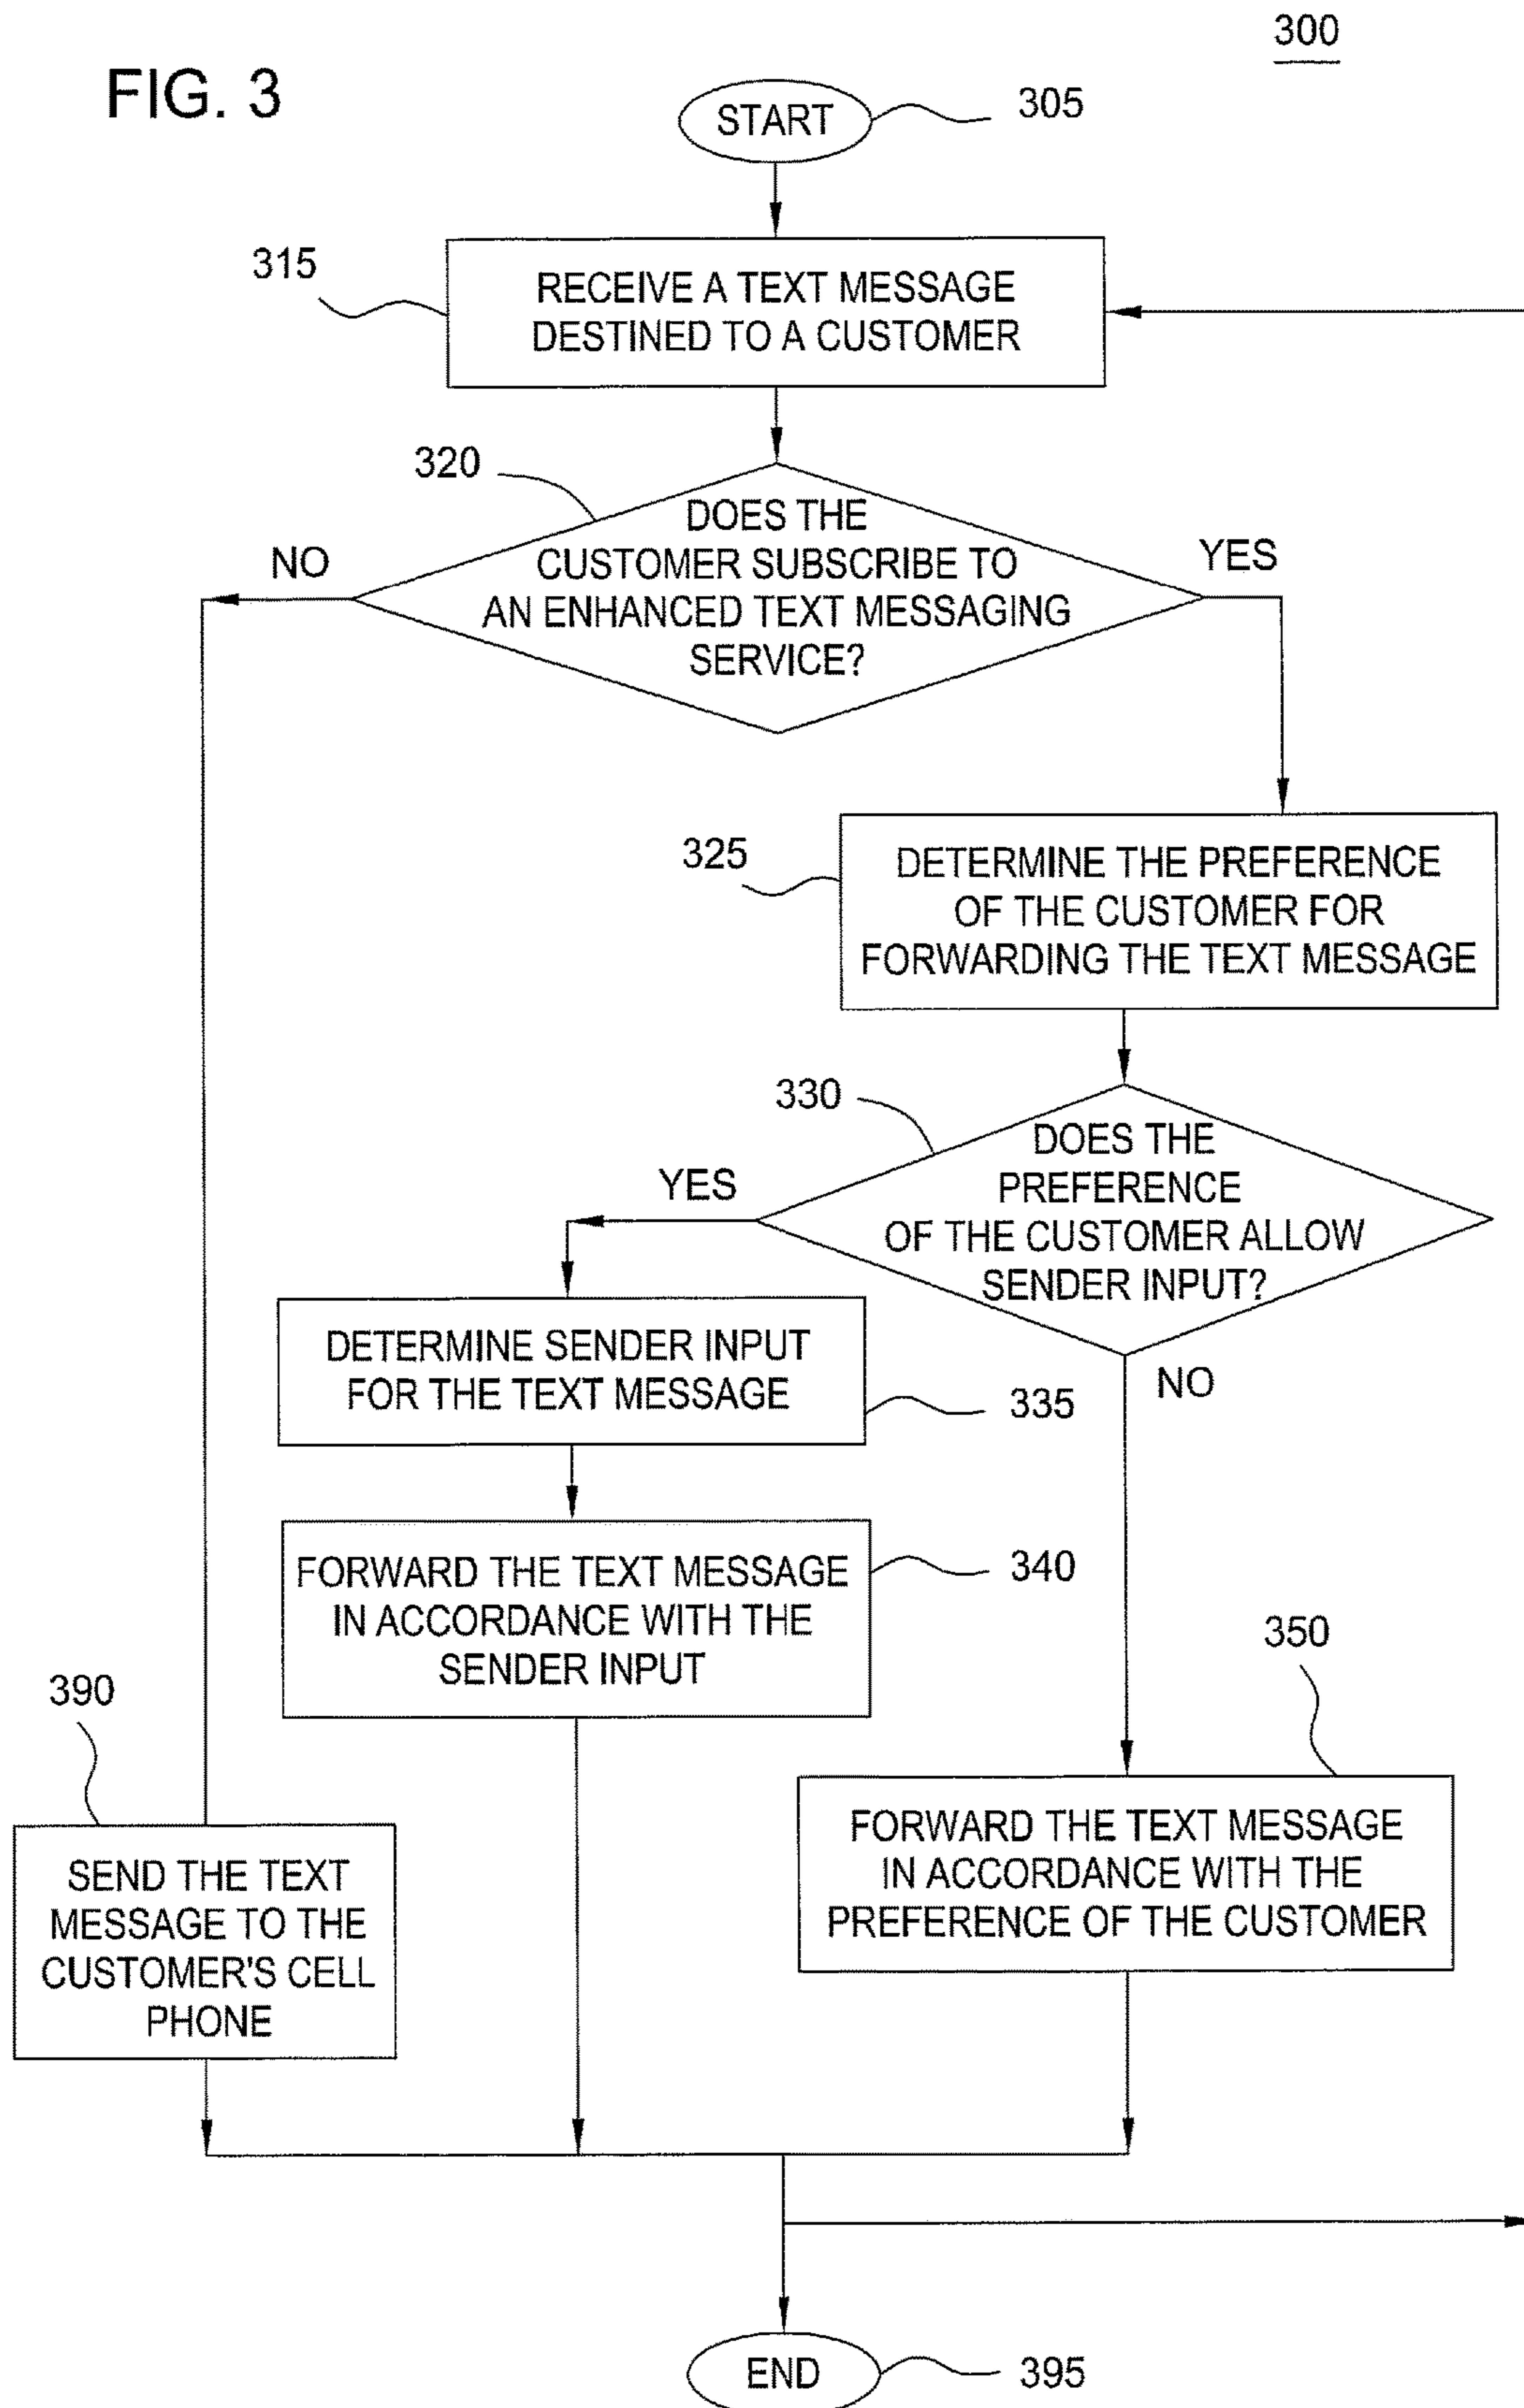 300
FIG. 3
START
305
315
RECEIVE A TEXT MESSAGE
DESTINED TO A CUSTOMER
320
DOES THE
CUSTOMER SUBSCRIBE TO
AN ENHANCED TEXT MESSAGING
SERVICE?
NO
YES
325
DETERMINE THE PREFERENCE
OF THE CUSTOMER FOR
FORWARDING THE TEXT MESSAGE
330
DOES THE
PREFERENCE
OF THE CUSTOMER ALLOW
SENDER INPUT?
YES
NO
DETERMINE SENDER INPUT
FOR THE TEXT MESSAGE
335
FORWARD THE TEXT MESSAGE
IN ACCORDANCE WITH THE
SENDER INPUT
340
350
FORWARD THE TEXT MESSAGE
IN ACCORDANCE WITH THE
PREFERENCE OF THE CUSTOMER
390
SEND THE TEXT
MESSAGE TO THE
CUSTOMER'S CELL
PHONE
END
395